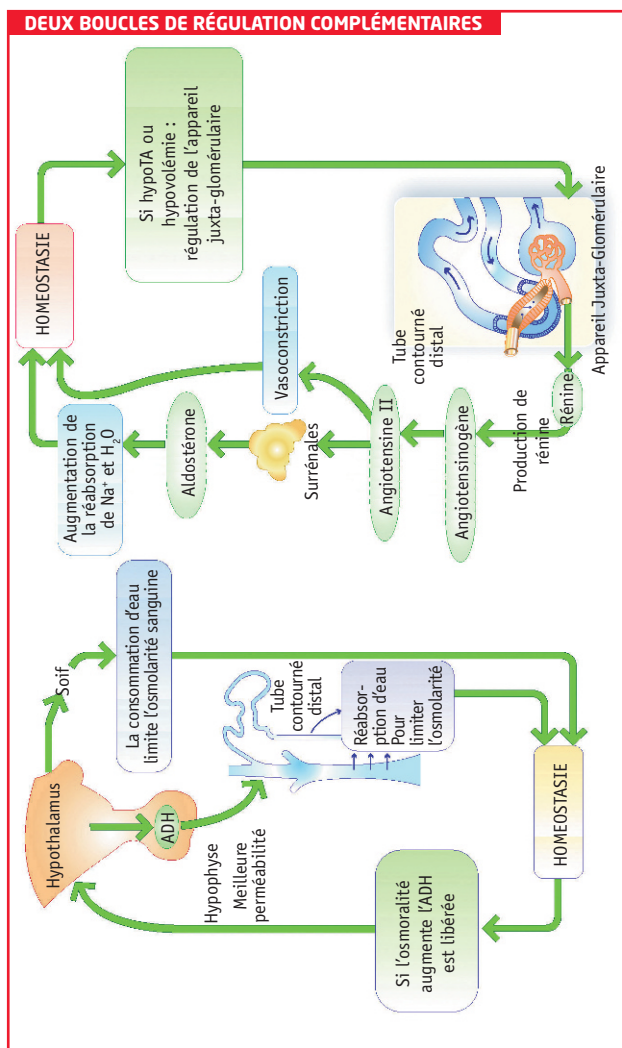 DEUX BOUCLES DE RÉGULATION COMPLÉMENTAIRES
Hypothalamus
Soif
La consommation d'eau
limite l'osmolarité sanguine
ADH
Hypophyse
Meilleure
perméabilité
Tube
contourné
distal
Réabsor-
ption d'eau
Pour
limiter
l'osmolarité
HOMEOSTASIE
Si l'osmoralité
augmente l'ADH
est libérée
HOMEOSTASIE
Si hypoTA ou
hypovolémie :
régulation de l'appareil
juxta-glomérulaire
Augmentation de
la réabsorption
de Na⁺ et H₂O
Aldostérone
Surrénales
Vasoconstriction
Angiotensine II
Angiotensinogène
Production de
rénine
Rénine
Tube
contourné
distal
Appareil Juxta-Glomérulaire